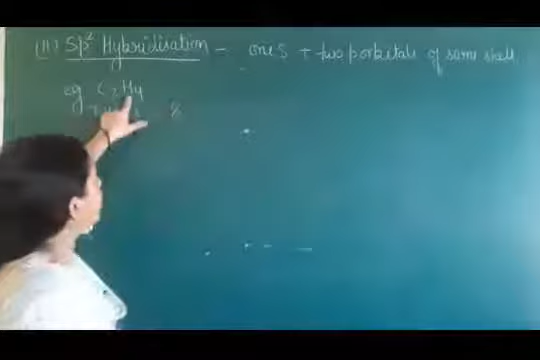 (II) Sp² Hybridisation - one S + two p orbitals of same shell
eg C₂H₄